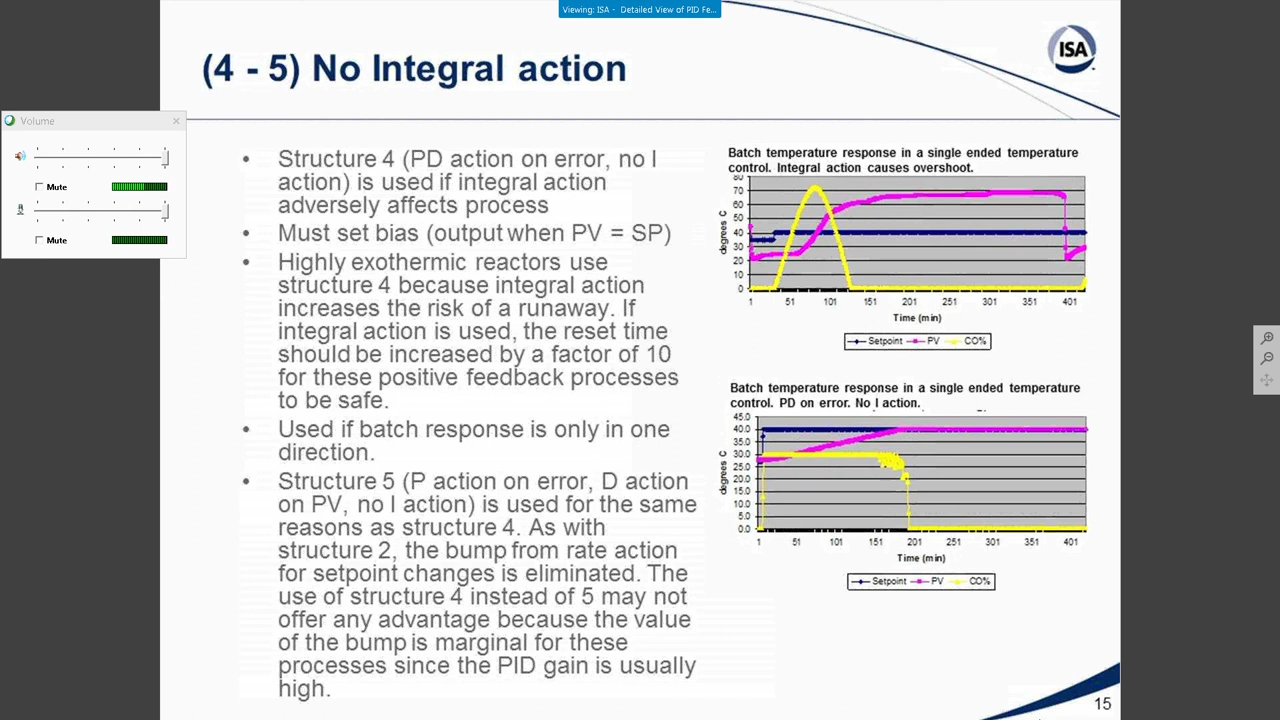 Viewing: ISA - Detailed View of PID Fe...
(4 - 5) No Integral action
ISA
Volume
Mute
Mute
• Structure 4 (PD action on error, no I
action) is used if integral action
adversely affects process
• Must set bias (output when PV = SP)
• Highly exothermic reactors use
structure 4 because integral action
increases the risk of a runaway. If
integral action is used, the reset time
should be increased by a factor of 10
for these positive feedback processes
to be safe.
• Used if batch response is only in one
direction.
• Structure 5 (P action on error, D action
on PV, no I action) is used for the same
reasons as structure 4. As with
structure 2, the bump from rate action
for setpoint changes is eliminated. The
use of structure 4 instead of 5 may not
offer any advantage because the value
of the bump is marginal for these
processes since the PID gain is usually
high.
Batch temperature response in a single ended temperature
control. Integral action causes overshoot.
80
70
60
50
40
30
20
10
0
degrees C
1 51 101 151 201 251 301 351 401
Time (min)
Setpoint PV CO%
Batch temperature response in a single ended temperature
control. PD on error. No I action.
45.0
40.0
35.0
30.0
25.0
20.0
15.0
10.0
5.0
0.0
degrees C
1 51 101 151 201 251 301 351 401
Time (min)
Setpoint PV CO%
15